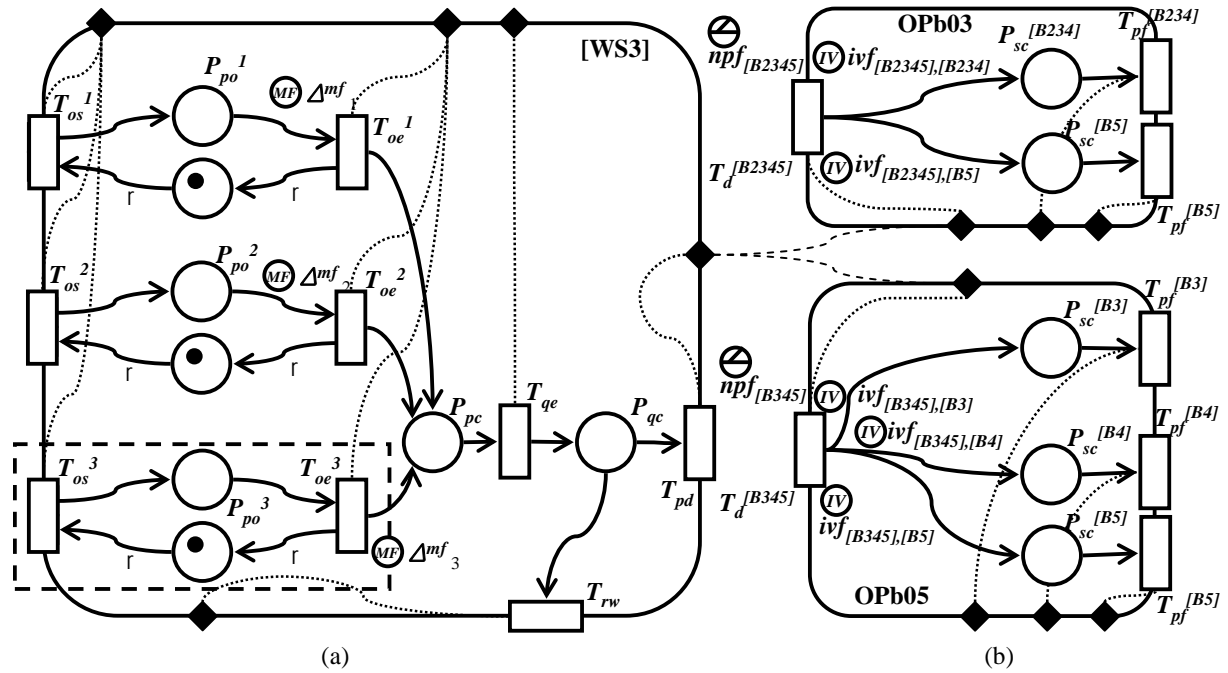 [WS3]
P_po^1
MF Δ^mf_1
T_os^1
T_oe^1
r
r
P_po^2
MF Δ^mf_2
T_os^2
T_oe^2
r
r
P_pc
T_qe
P_qc
T_os^3
P_po^3
T_oe^3
r
r
MF Δ^mf_3
T_pd
T_rw
(a)
OPb03
npf_[B2345]
IV ivf_[B2345],[B234]
P_sc^[B234]
T_pf^[B234]
T_d^[B2345]
IV ivf_[B2345],[B5]
P_sc^[B5]
T_pf^[B5]
npf_[B345]
IV ivf_[B345],[B3]
P_sc^[B3]
T_pf^[B3]
IV ivf_[B345],[B4]
P_sc^[B4]
T_pf^[B4]
T_d^[B345]
IV
ivf_[B345],[B5]
P_sc^[B5]
OPb05
T_pf^[B5]
(b)